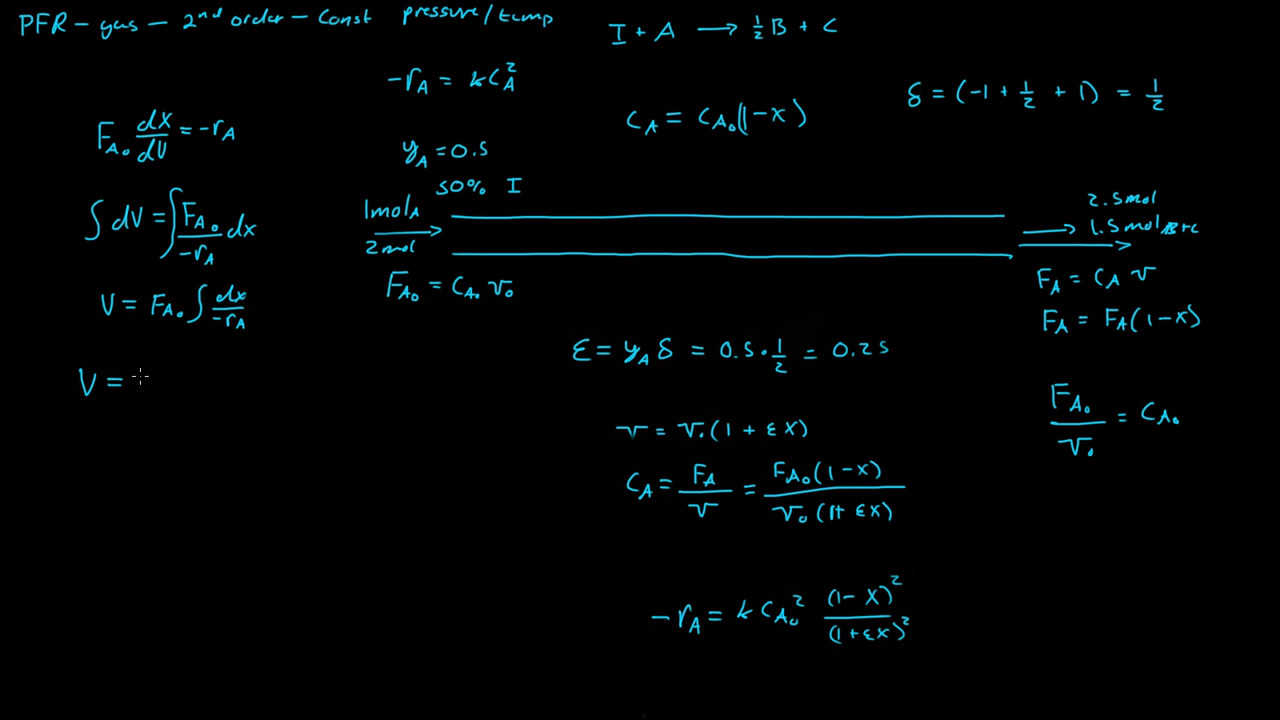 PFR – gas – 2nd order – Const pressure/temp
I + A ⟶ ½B + C
-rA = kCA²
δ = (-1 + ½ + 1) = ½
CA = CA₀(1-x)
FA₀ dX/dV = -rA
yA = 0.5
50% I
∫dV = ∫ FA₀/-rA dx
1molA
2mol
2.5mol
1.5mol B+C
FA₀ = CA₀ v₀
FA = CA v
V = FA₀ ∫ dx/-rA
FA = FA(1-x)
ε = yA δ = 0.5 · ½ = 0.25
V =
FA₀/v₀ = CA₀
v = v₀(1 + εX)
CA = FA/v = FA₀(1-x)/v₀(1+εx)
-rA = kCA₀² (1-X)²/(1+εx)²